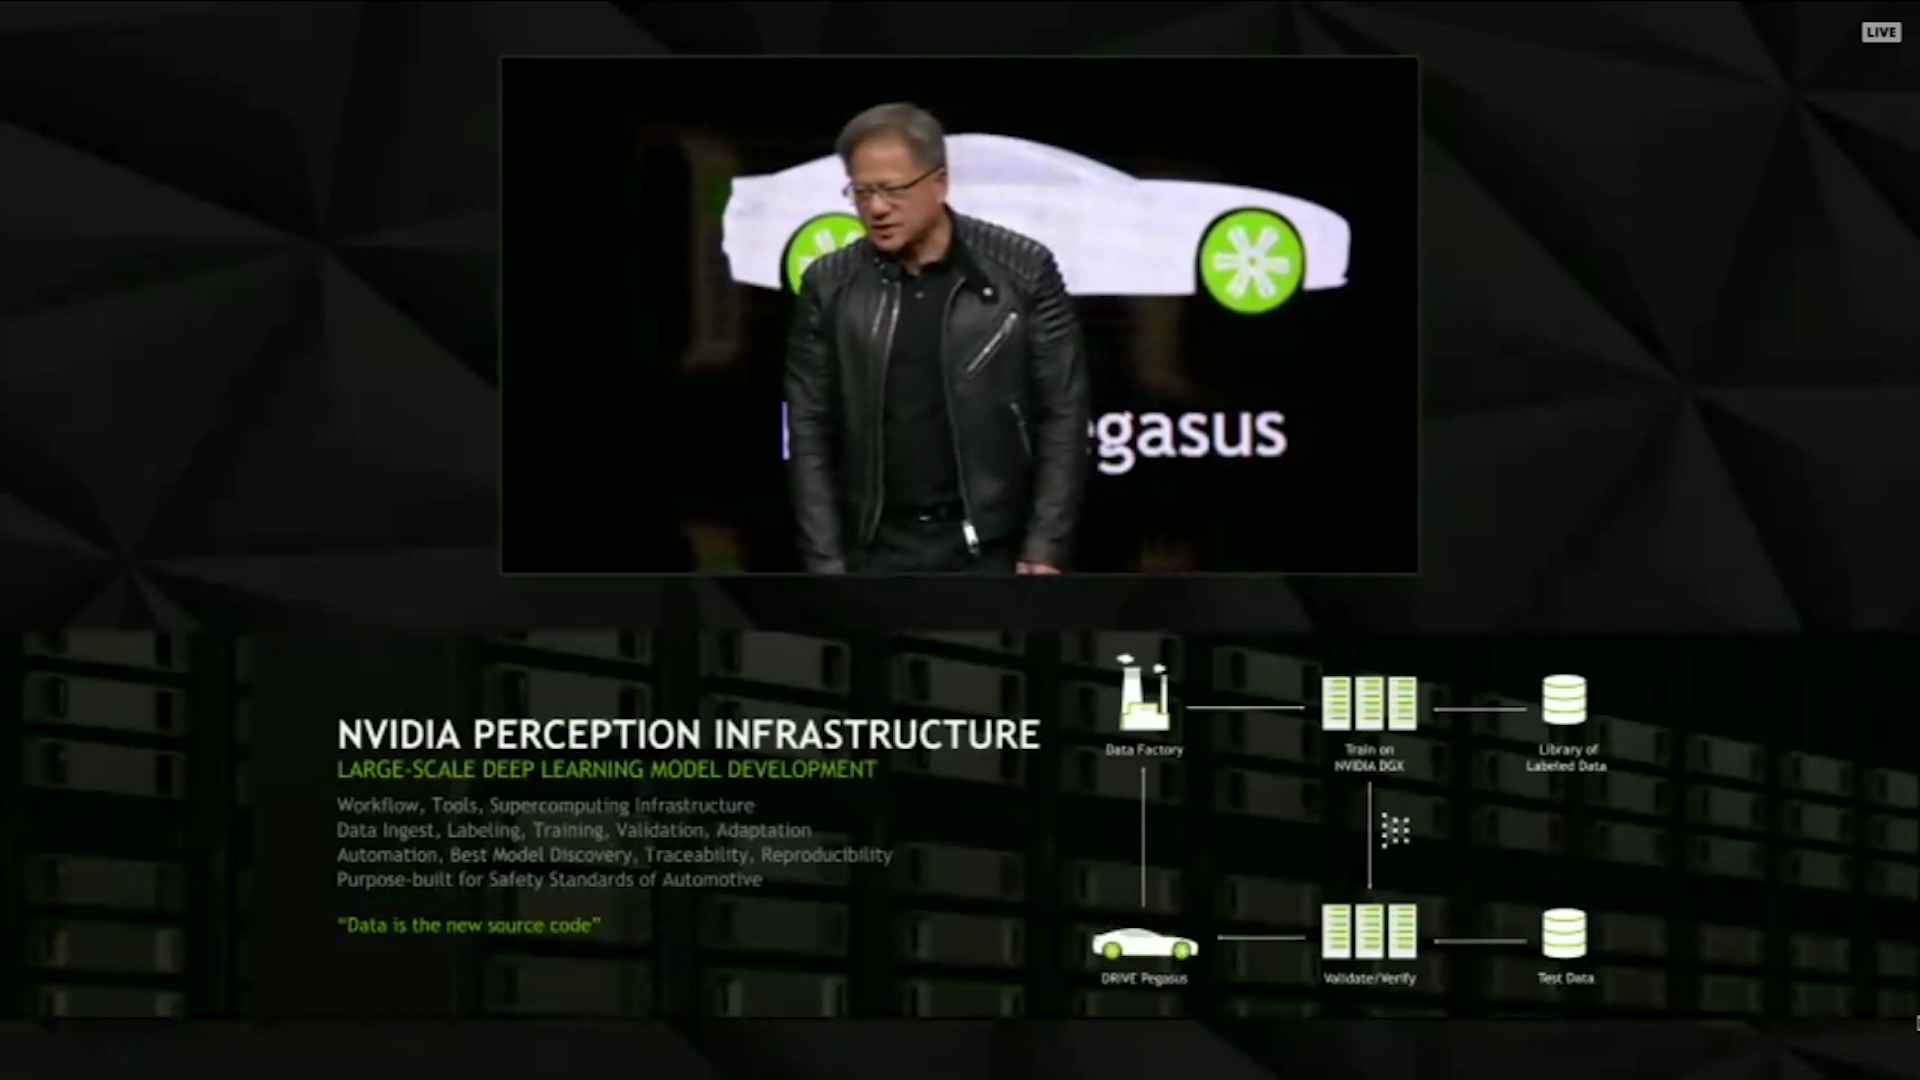 LIVE
egasus
NVIDIA PERCEPTION INFRASTRUCTURE
LARGE-SCALE DEEP LEARNING MODEL DEVELOPMENT
Workflow, Tools, Supercomputing Infrastructure
Data Ingest, Labeling, Training, Validation, Adaptation
Automation, Best Model Discovery, Traceability, Reproducibility
Purpose-built for Safety Standards of Automotive
"Data is the new source code"
Data Factory
Train on
NVIDIA DGX
Library of
Labeled Data
DRIVE Pegasus
Validate/Verify
Test Data